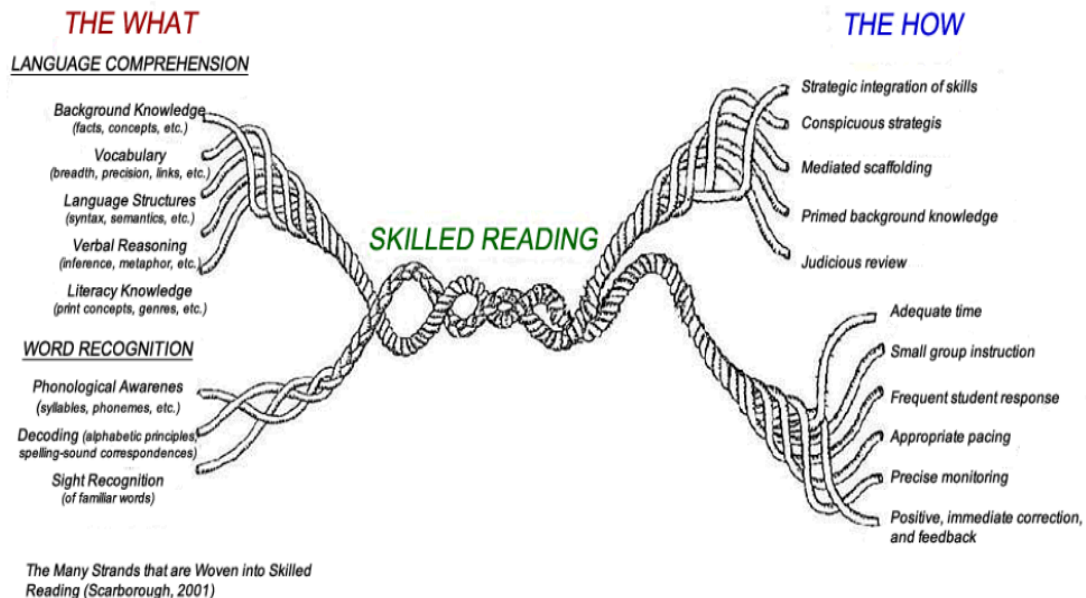 THE WHAT
LANGUAGE COMPREHENSION
Background Knowledge
(facts, concepts, etc.)
Vocabulary
(breadth, precision, links, etc.)
Language Structures
(syntax, semantics, etc.)
Verbal Reasoning
(inference, metaphor, etc.)
Literacy Knowledge
(print concepts, genres, etc.)
WORD RECOGNITION
Phonological Awarenes
(syllables, phonemes, etc.)
Decoding (alphabetic principles,
spelling-sound correspondences)
Sight Recognition
(of familiar words)
SKILLED READING
THE HOW
Strategic integration of skills
Conspicuous strategis
Mediated scaffolding
Primed background knowledge
Judicious review
Adequate time
Small group instruction
Frequent student response
Appropriate pacing
Precise monitoring
Positive, immediate correction,
and feedback
The Many Strands that are Woven into Skilled
Reading (Scarborough, 2001)